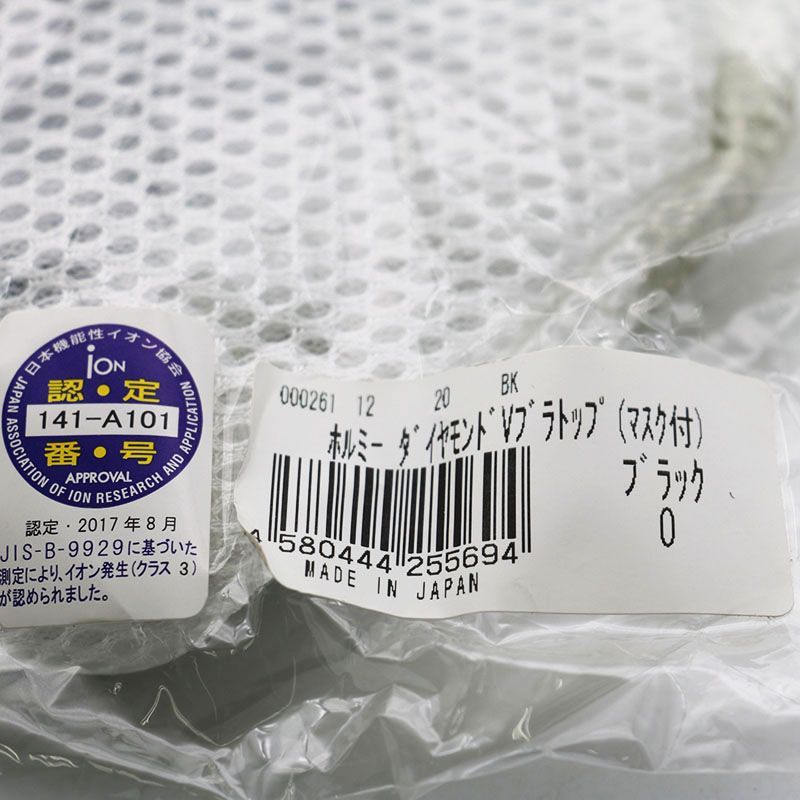 日本機能性イオン協会
ION
認・定
141-A101
番・号
APPROVAL
JAPAN ASSOCIATION OF ION RESEARCH AND APPLICATION
認定・2017年8月
JIS-B-9929に基づいた
測定により、イオン発生(クラス 3)
が認められました。
000261 12 20 BK
ホルミー ダイヤモンドVブラトップ(マスク付)
ブラック
0
4 580444 255694
MADE IN JAPAN